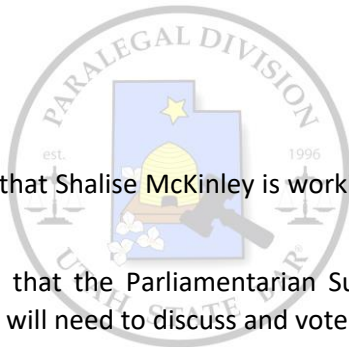 PARALEGAL DIVISION
est. 1996
that Shalise McKinley is work
that the Parliamentarian Su
will need to discuss and vote
UTAH STATE BAR®